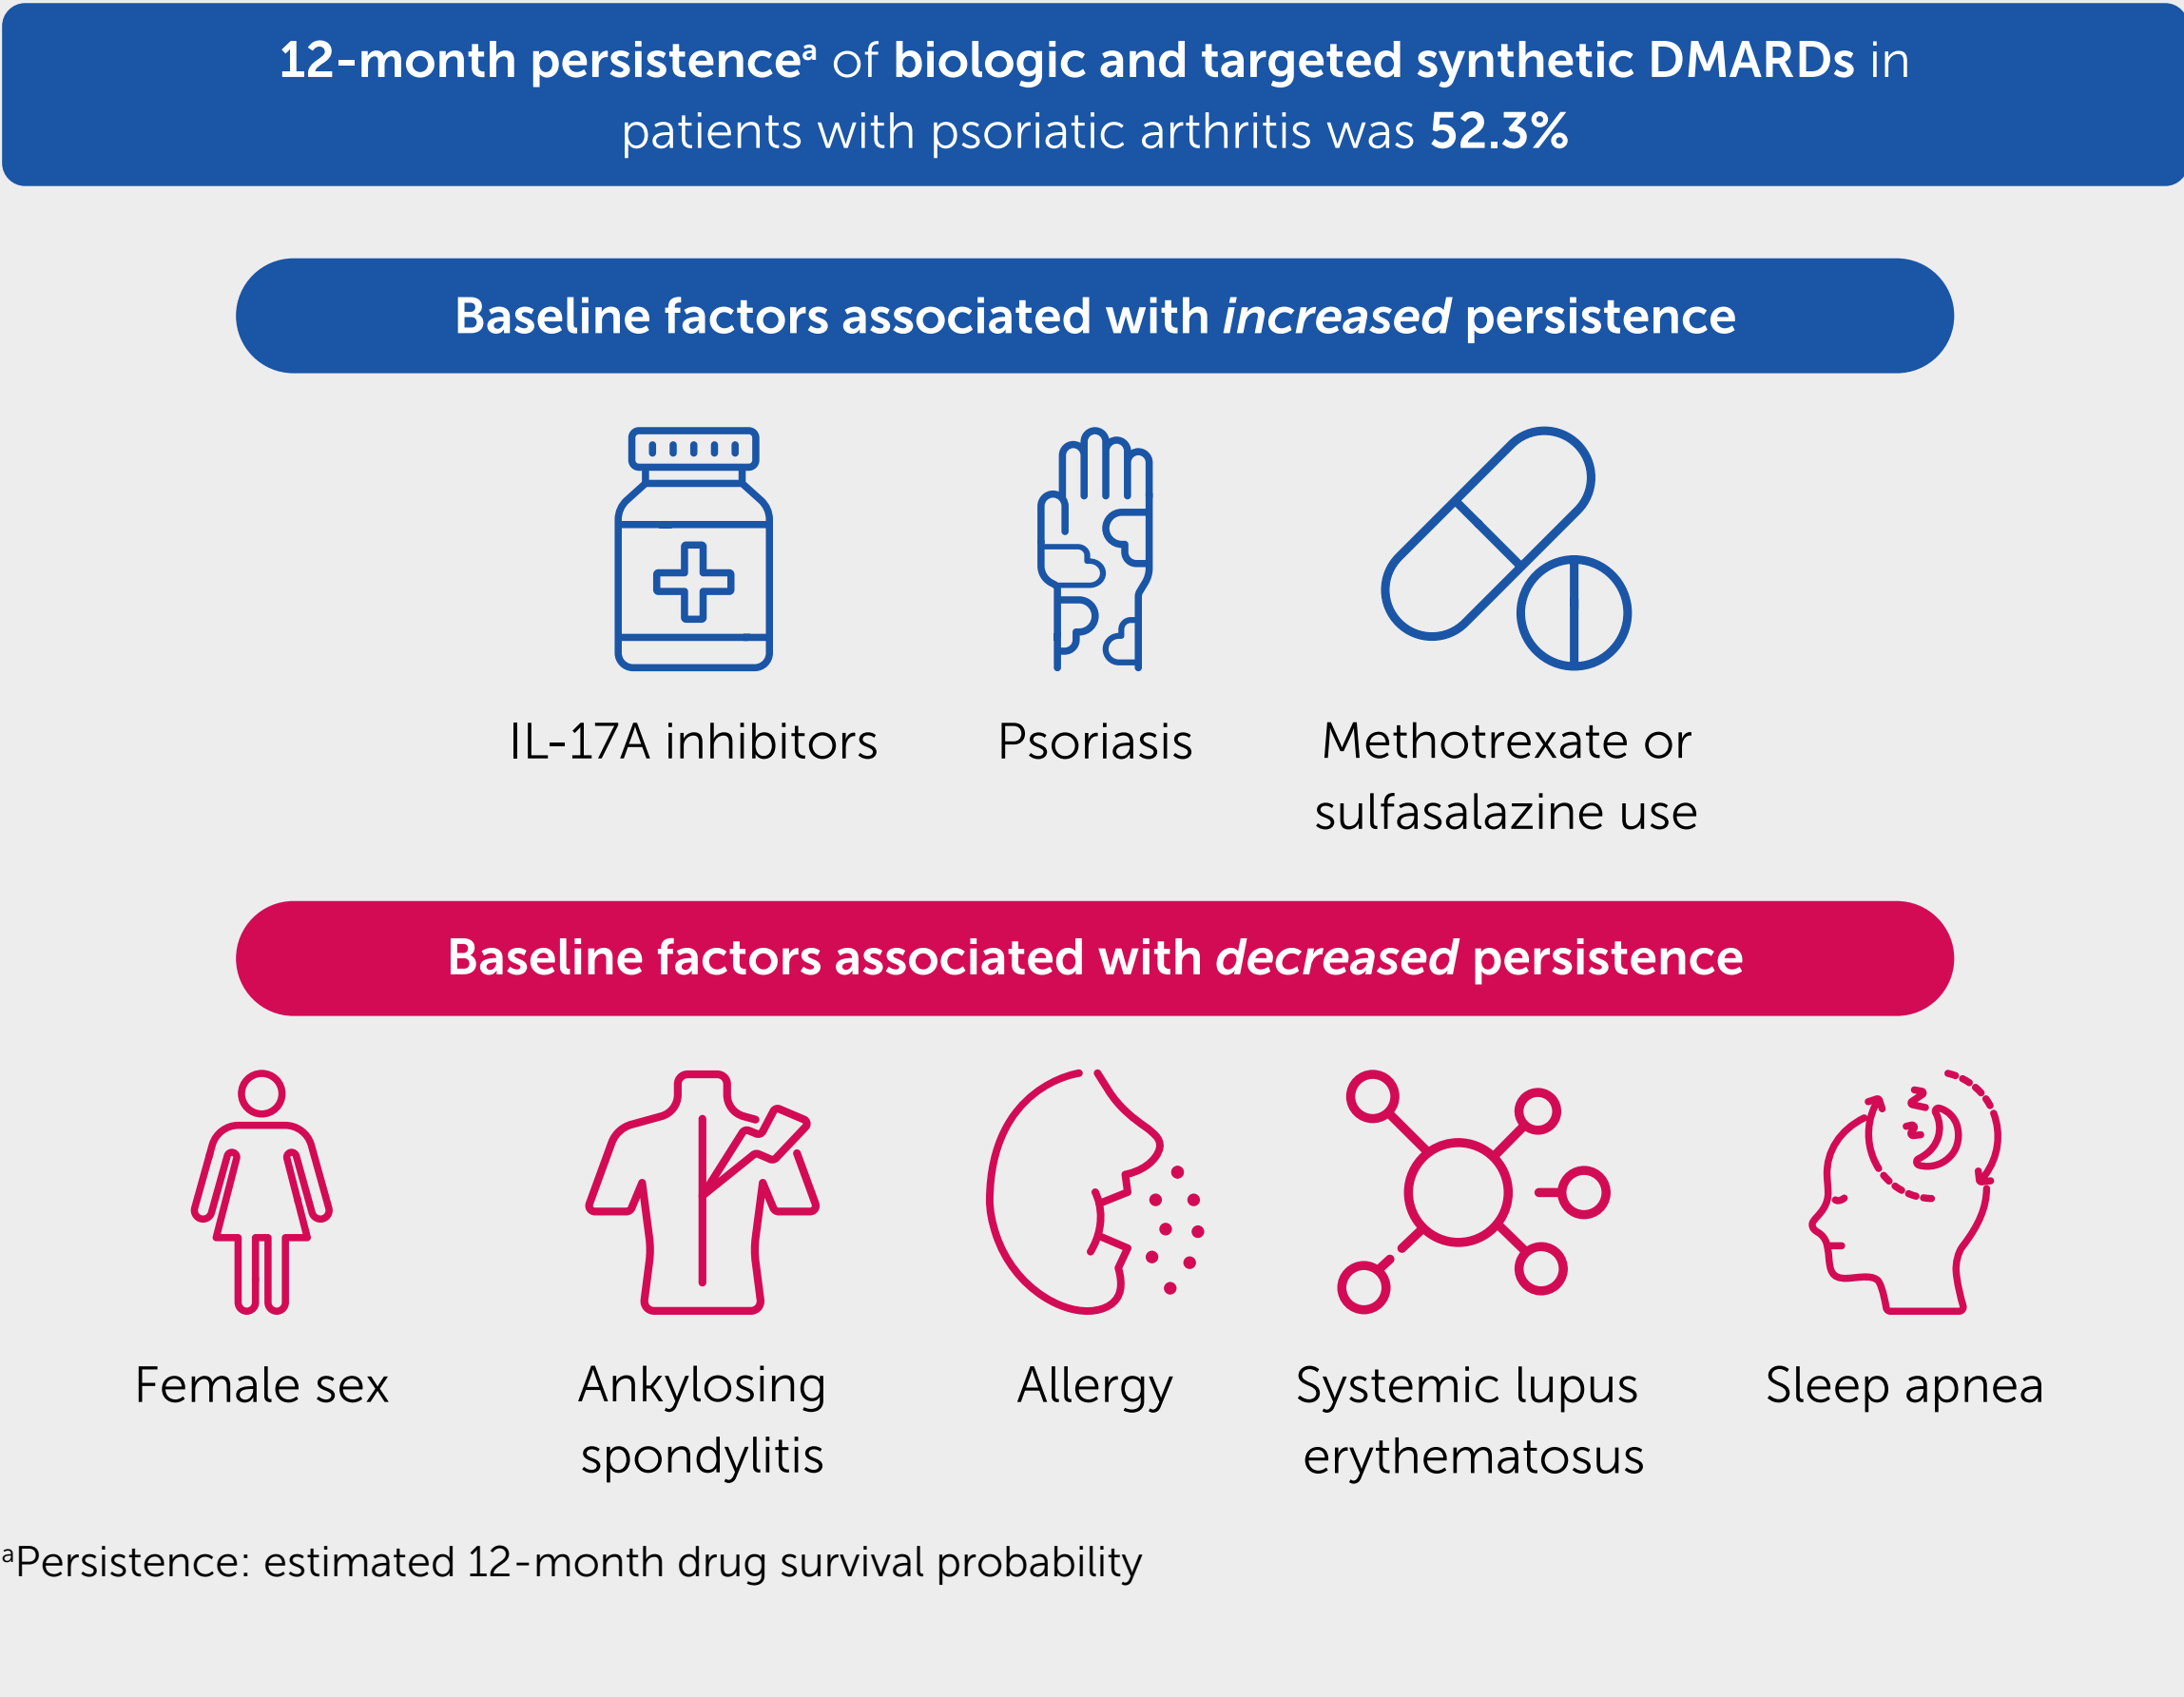 12-month persistenceᵃ of biologic and targeted synthetic DMARDs in
patients with psoriatic arthritis was 52.3%
Baseline factors associated with increased persistence
IL-17A inhibitors
Psoriasis
Methotrexate or
sulfasalazine use
Baseline factors associated with decreased persistence
Female sex
Ankylosing
spondylitis
Allergy
Systemic lupus
erythematosus
Sleep apnea
ᵃPersistence: estimated 12-month drug survival probability